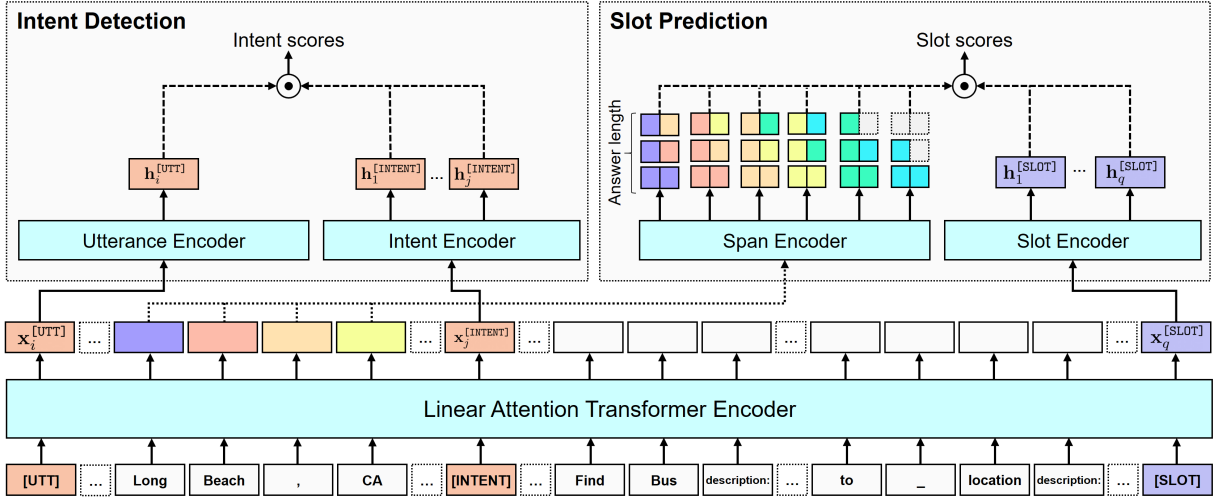 Intent Detection
Intent scores
h_i^[UTT]
h_1^[INTENT] ... h_j^[INTENT]
Utterance Encoder
Intent Encoder
Slot Prediction
Slot scores
Answer length
h_1^[SLOT] ... h_q^[SLOT]
Span Encoder
Slot Encoder
x_i^[UTT] ... ... x_j^[INTENT] ... ... ... x_q^[SLOT]
Linear Attention Transformer Encoder
[UTT] ... Long Beach , CA ... [INTENT] ... Find Bus description: ... to _ location description: ... [SLOT]